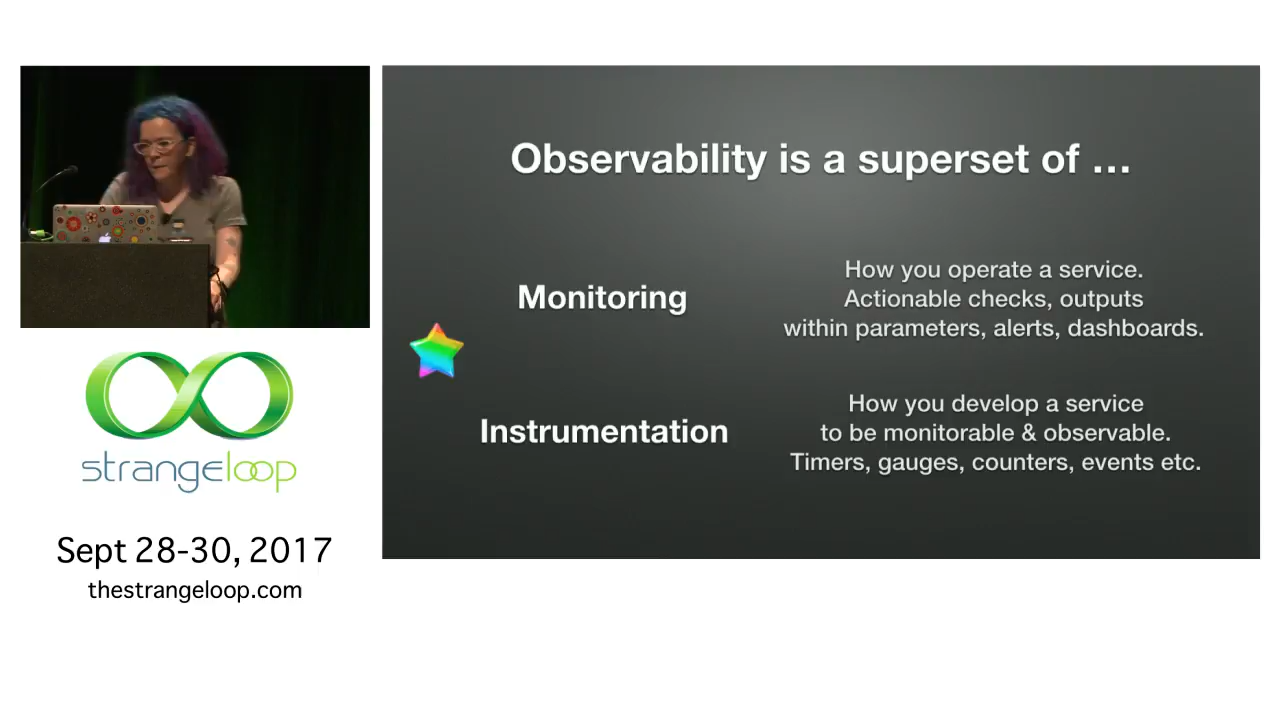 Observability is a superset of ...
Monitoring
How you operate a service.
Actionable checks, outputs
within parameters, alerts, dashboards.
Instrumentation
How you develop a service
to be monitorable & observable.
Timers, gauges, counters, events etc.
strangeloop
Sept 28-30, 2017
thestrangeloop.com